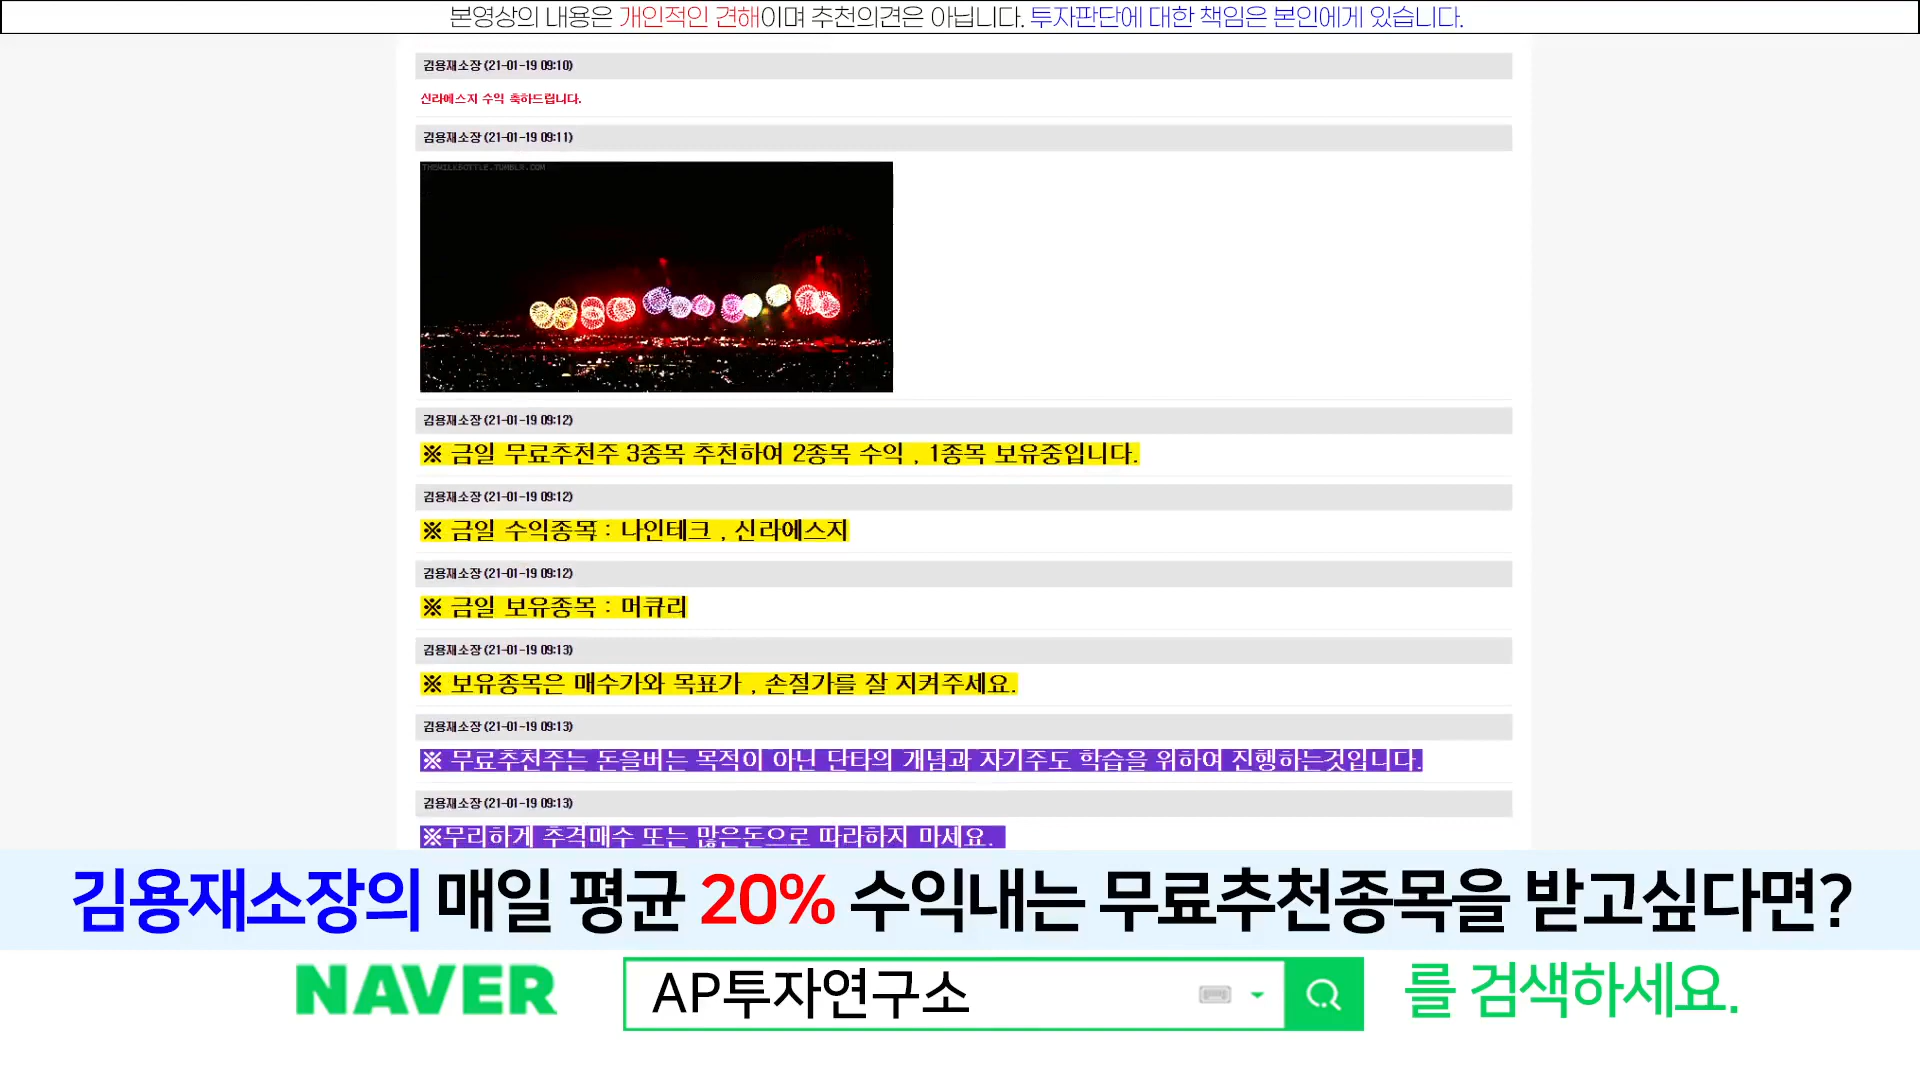 본영상의 내용은 개인적인 견해이며 추천의견은 아닙니다. 투자판단에 대한 책임은 본인에게 있습니다.
김용재소장 (21-01-19 09:10)
신라에스지 수익 축하드립니다.
김용재소장 (21-01-19 09:11)
THEMILKBOTTLE.TUMBLR.COM
김용재소장 (21-01-19 09:12)
※ 금일 무료추천주 3종목 추천하여 2종목 수익 , 1종목 보유중입니다.
김용재소장 (21-01-19 09:12)
※ 금일 수익종목 : 나인테크 , 신라에스지
김용재소장 (21-01-19 09:12)
※ 금일 보유종목 : 머큐리
김용재소장 (21-01-19 09:13)
※ 보유종목은 매수가와 목표가 , 손절가를 잘 지켜주세요.
김용재소장 (21-01-19 09:13)
※ 무료추천주는 돈을버는 목적이 아닌 단타의 개념과 자기주도 학습을 위하여 진행하는것입니다.
김용재소장 (21-01-19 09:13)
※무리하게 추격매수 또는 많은돈으로 따라하지 마세요.
김용재소장의 매일 평균 20% 수익내는 무료추천종목을 받고싶다면?
NAVER AP투자연구소 를 검색하세요.